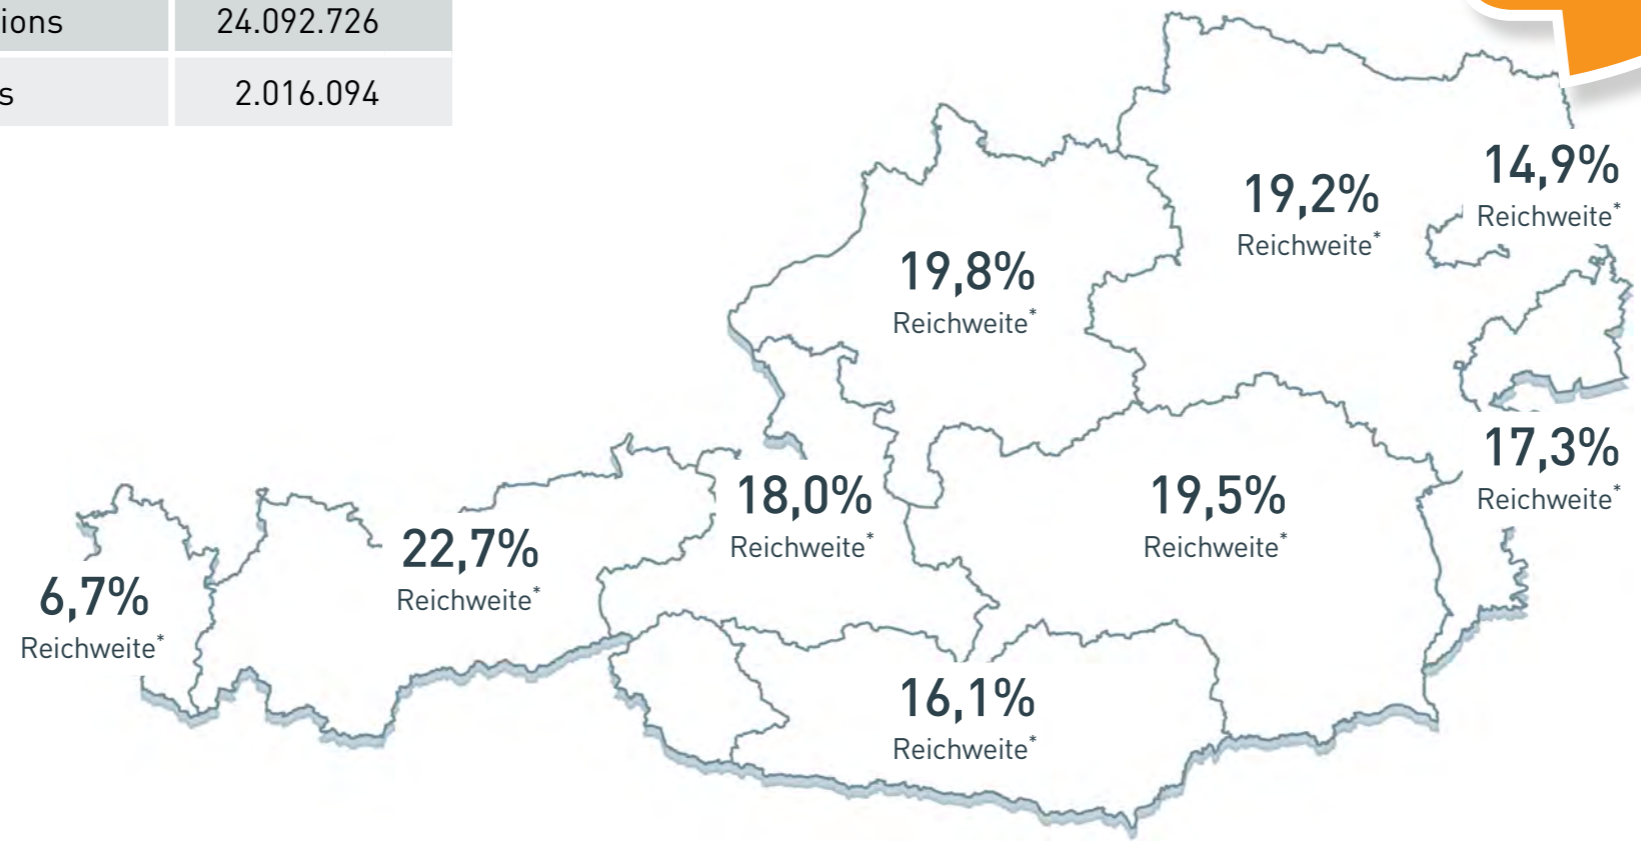 24.092.726
2.016.094
14,9%
Reichweite*
19,2%
Reichweite*
19,8%
Reichweite*
17,3%
Reichweite*
18,0%
Reichweite*
19,5%
Reichweite*
22,7%
Reichweite*
6,7%
Reichweite*
16,1%
Reichweite*